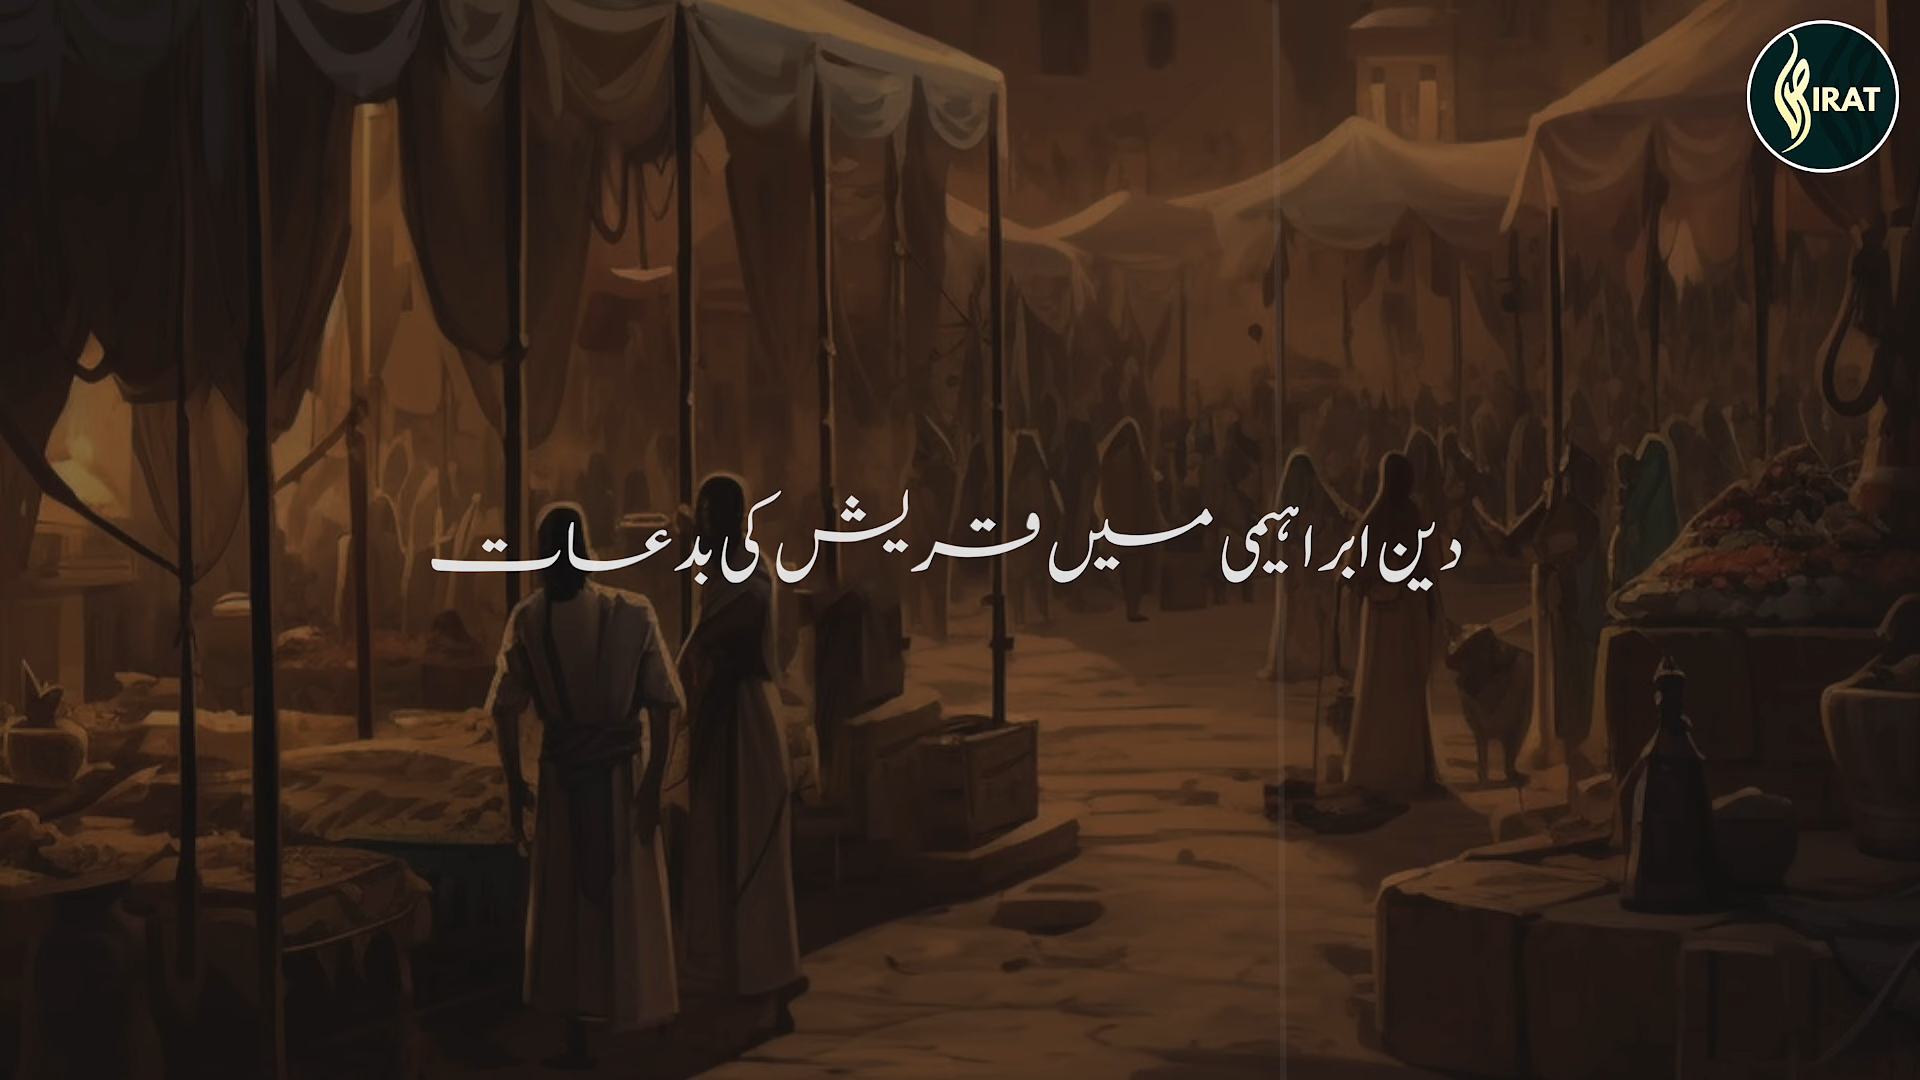 دین ابراہیمی میں قریش کی بدعات
IRAT